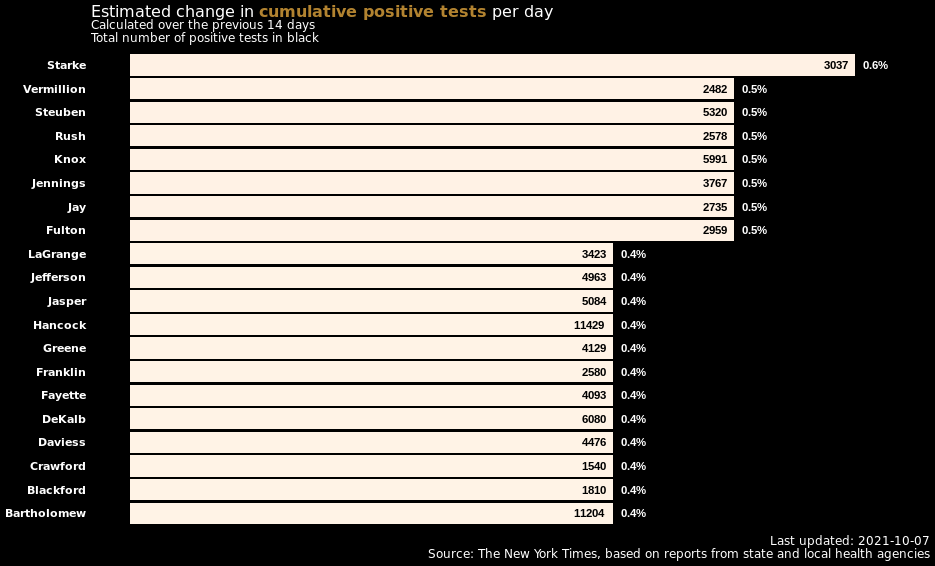 Estimated change in cumulative positive tests per day
Calculated over the previous 14 days
Total number of positive tests in black
Starke 3037 0.6%
Vermillion 2482 0.5%
Steuben 5320 0.5%
Rush 2578 0.5%
Knox 5991 0.5%
Jennings 3767 0.5%
Jay 2735 0.5%
Fulton 2959 0.5%
LaGrange 3423 0.4%
Jefferson 4963 0.4%
Jasper 5084 0.4%
Hancock 11429 0.4%
Greene 4129 0.4%
Franklin 2580 0.4%
Fayette 4093 0.4%
DeKalb 6080 0.4%
Daviess 4476 0.4%
Crawford 1540 0.4%
Blackford 1810 0.4%
Bartholomew 11204 0.4%
Last updated: 2021-10-07
Source: The New York Times, based on reports from state and local health agencies